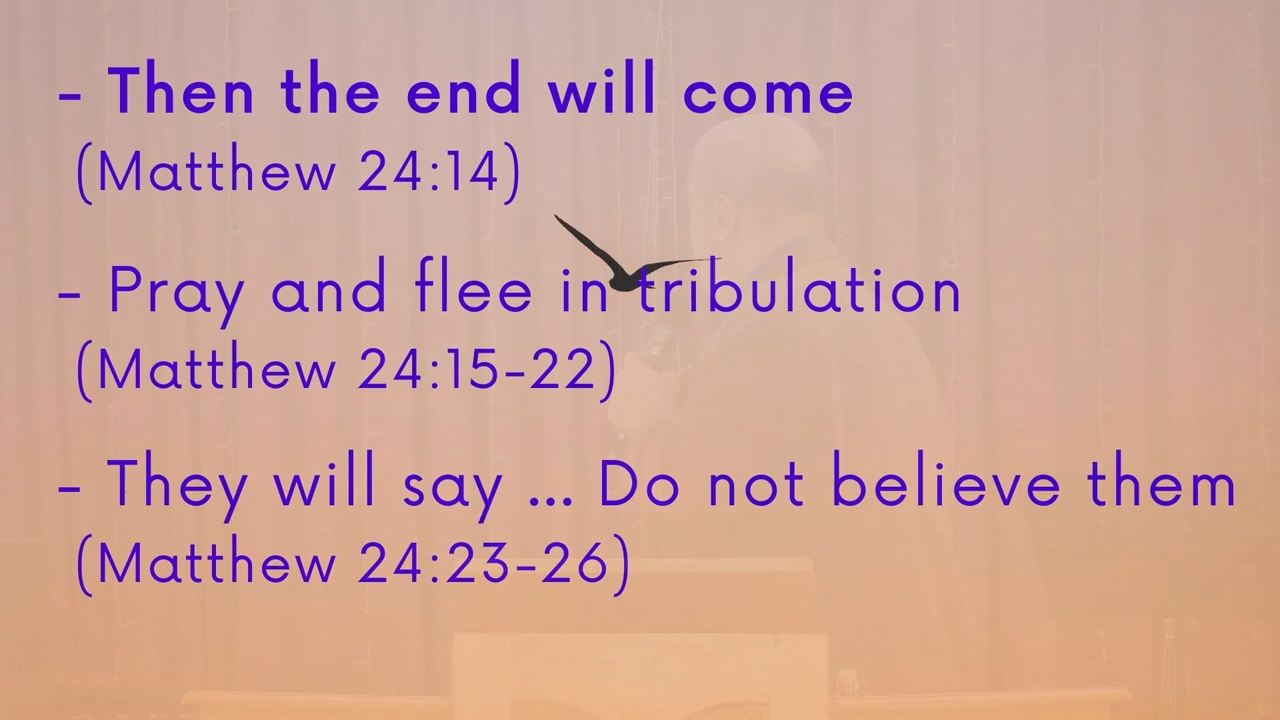 - Then the end will come
(Matthew 24:14)
- Pray and flee in tribulation
(Matthew 24:15-22)
- They will say ... Do not believe them
(Matthew 24:23-26)